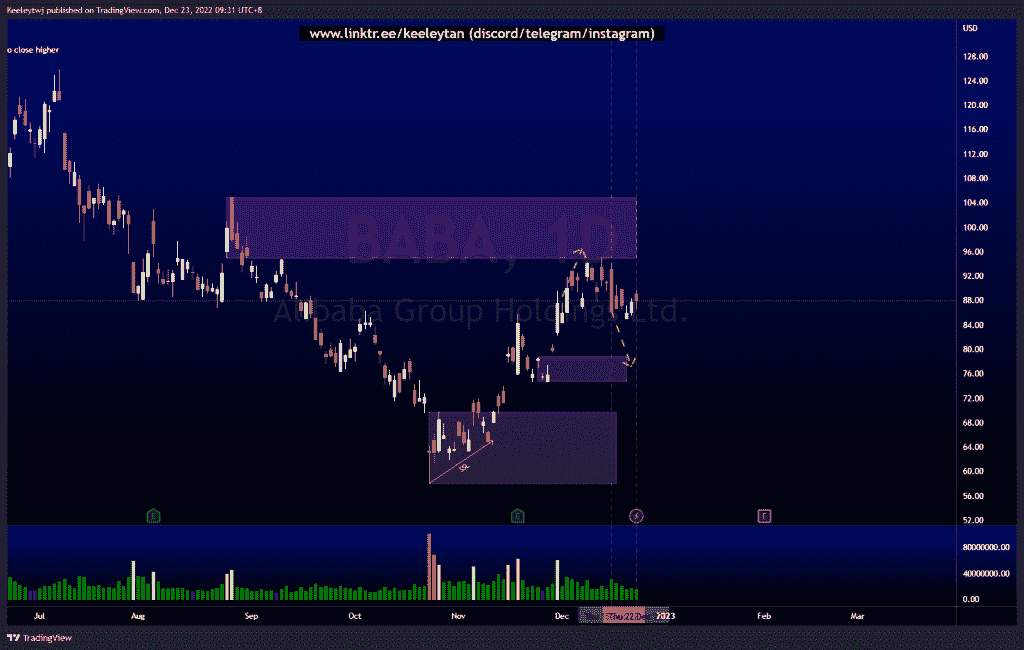 Keeleytwj published on TradingView.com, Dec 23, 2022 09:31 UTC+8
www.linktr.ee/keeleytan (discord/telegram/instagram)
USD
o close higher
128.00
124.00
120.00
116.00
112.00
108.00
104.00
100.00
96.00
92.00
88.00
84.00
80.00
76.00
72.00
68.00
64.00
60.00
56.00
52.00
BABA, 1D
Alibaba Group Holdings Ltd.
E
E
E
80000000.00
40000000.00
0.00
Jul
Aug
Sep
Oct
Nov
Dec
2023
Feb
Mar
TradingView